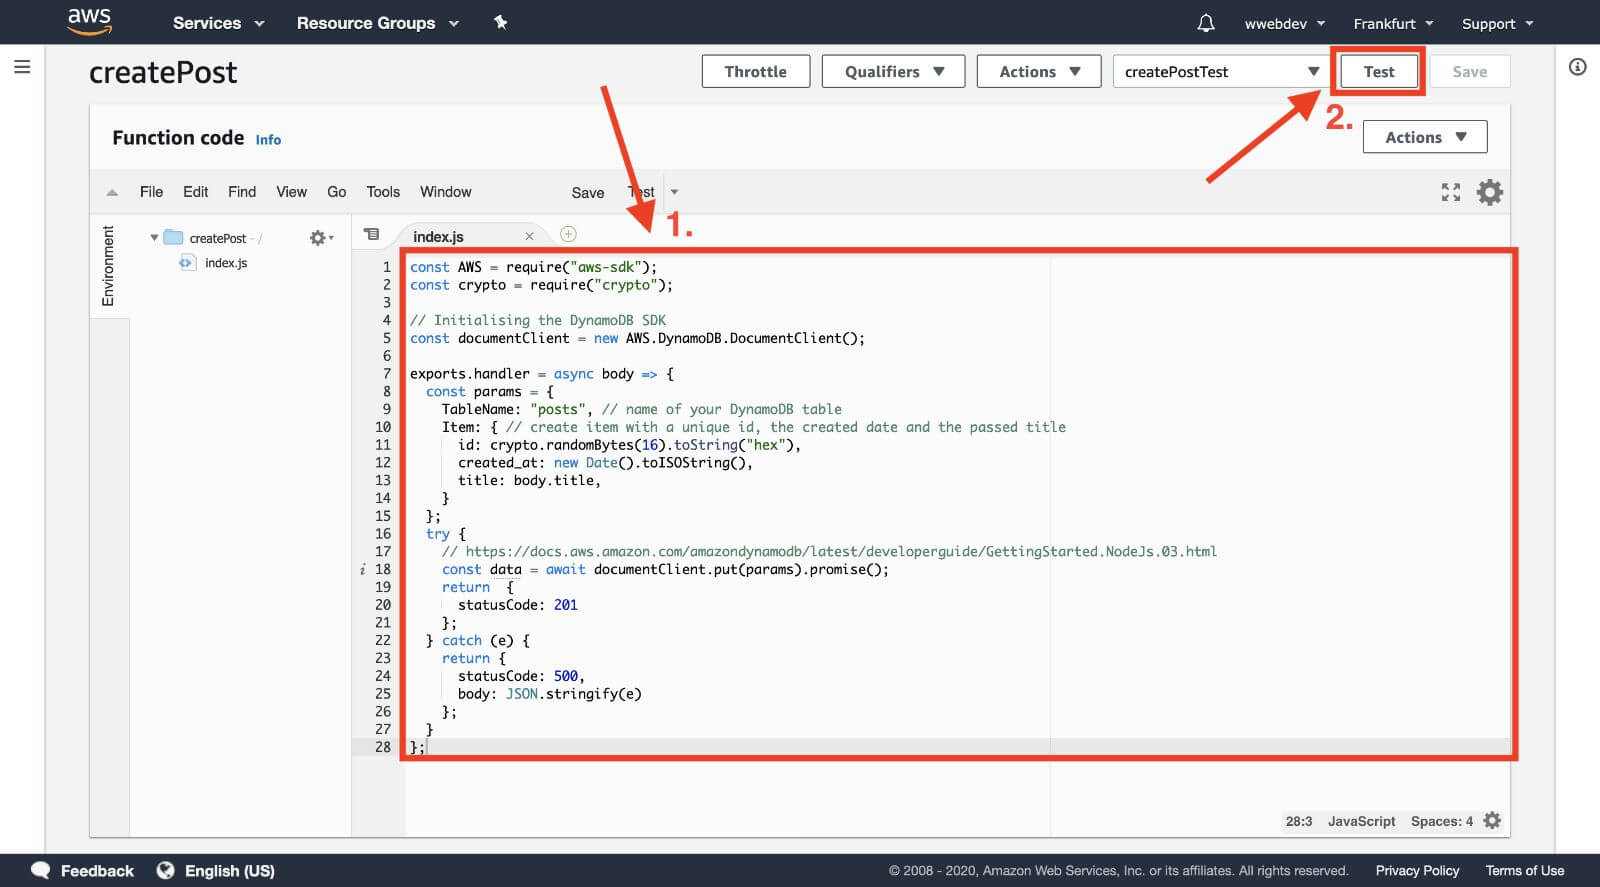 aws Services Resource Groups wwebdev Frankfurt Support
createPost Throttle Qualifiers Actions createPostTest Test Save
2.
Function code Info Actions
File Edit Find View Go Tools Window Save Test
1.
Environment
createPost - /
index.js
index.js
1 const AWS = require("aws-sdk");
2 const crypto = require("crypto");
3
4 // Initialising the DynamoDB SDK
5 const documentClient = new AWS.DynamoDB.DocumentClient();
6
7 exports.handler = async body => {
8 const params = {
9 TableName: "posts", // name of your DynamoDB table
10 Item: { // create item with a unique id, the created date and the passed title
11 id: crypto.randomBytes(16).toString("hex"),
12 created_at: new Date().toISOString(),
13 title: body.title,
14 }
15 };
16 try {
17 // https://docs.aws.amazon.com/amazondynamodb/latest/developerguide/GettingStarted.NodeJs.03.html
i 18 const data = await documentClient.put(params).promise();
19 return {
20 statusCode: 201
21 };
22 } catch (e) {
23 return {
24 statusCode: 500,
25 body: JSON.stringify(e)
26 };
27 }
28 };
28:3 JavaScript Spaces: 4
Feedback English (US) © 2008 - 2020, Amazon Web Services, Inc. or its affiliates. All rights reserved. Privacy Policy Terms of Use